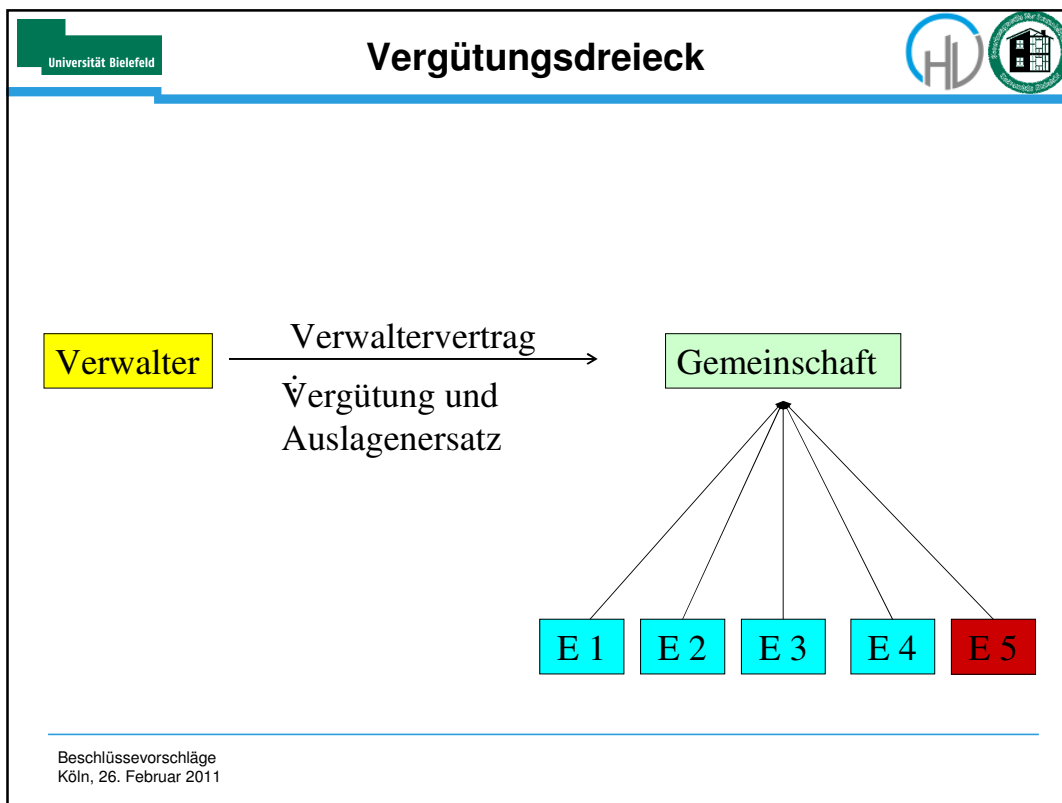 Universität Bielefeld
Vergütungsdreieck
Verwalter
Verwaltervertrag
Vergütung und
Auslagenersatz
Gemeinschaft
E 1
E 2
E 3
E 4
E 5
Beschlüssevorschläge
Köln, 26. Februar 2011